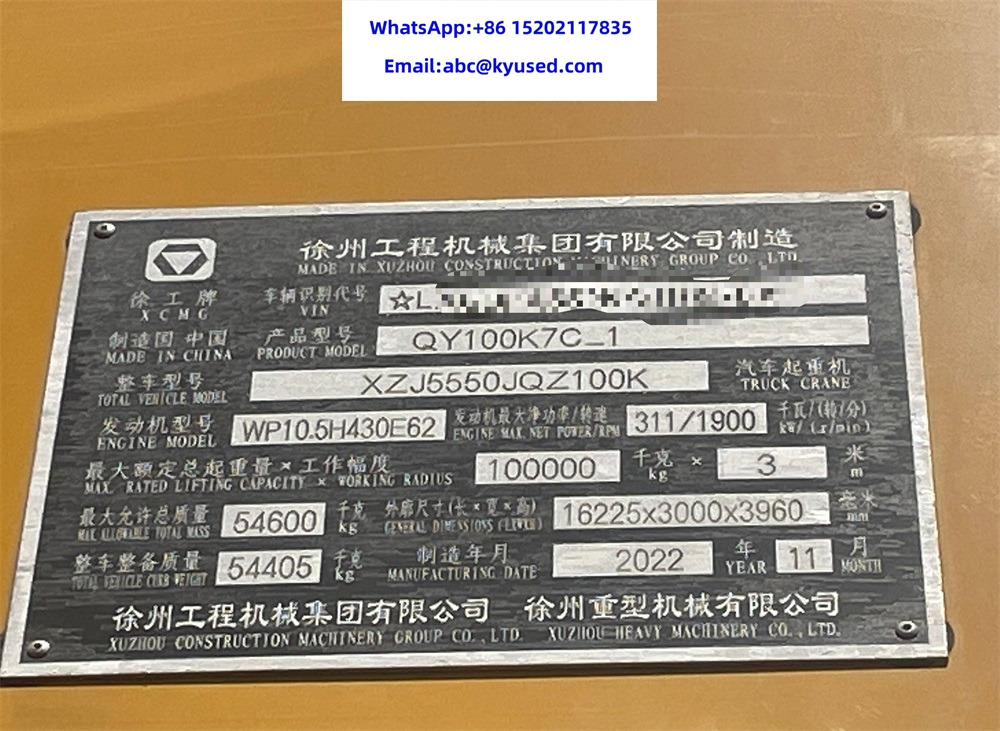 WhatsApp:+86 15202117835
Email:abc@kyused.com
徐州工程机械集团有限公司制造
MADE IN XUZHOU CONSTRUCTION MACHINERY GROUP CO., LTD.
徐工牌
XCMG
车辆识别代号
VIN
☆L
制造国 中国
MADE IN CHINA
产品型号
PRODUCT MODEL
QY100K7C_1
整车型号
TOTAL VEHICLE MODEL
XZJ5550JQZ100K
汽车起重机
TRUCK CRANE
发动机型号
ENGINE MODEL
WP10.5H430E62
发动机最大净功率/转速
ENGINE MAX. NET POWER/RPM
311/1900
千瓦/(转/分)
kW/ (r/min)
最大额定总起重量×工作幅度
MAX. RATED LIFTING CAPACITY × WORKING RADIUS
100000
千克
kg
×
3
米
m
最大允许总质量
MAX ALLOWABLE TOTAL MASS
54600
千克
kg
外廓尺寸(长×宽×高)
GENERAL DIMENSIONS (LXWXH)
16225x3000x3960
毫米
mm
整车整备质量
TOTAL VEHICLE CURB WEIGHT
54405
千克
kg
制造年月
MANUFACTURING DATE
2022
年
YEAR
11
月
MONTH
徐州工程机械集团有限公司 徐州重型机械有限公司
XUZHOU CONSTRUCTION MACHINERY GROUP CO., LTD. XUZHOU HEAVY MACHINERY CO., LTD.